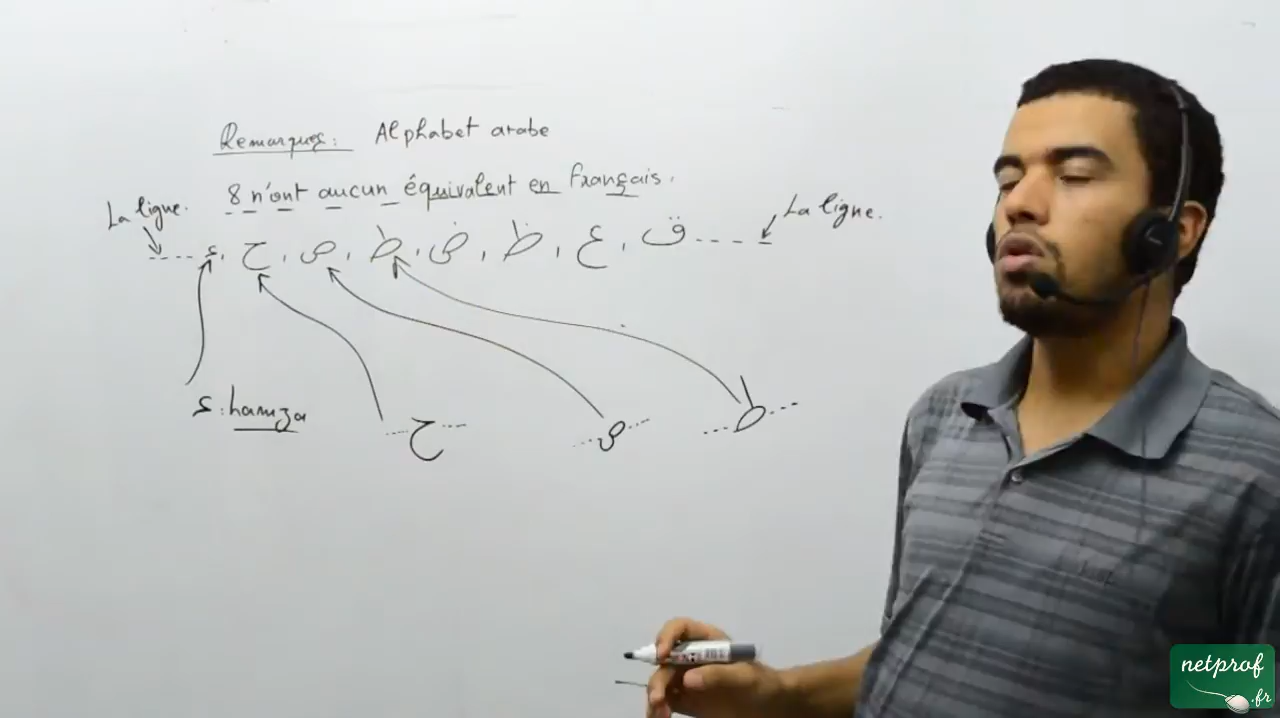 Remarques: Alphabet arabe
8 n'ont aucun équivalent en français.
La ligne.
La ligne.
ء, ح, ص, ط, ض, ظ, ع, ق
ء: hamza
ح
ص
ط
netprof
.fr